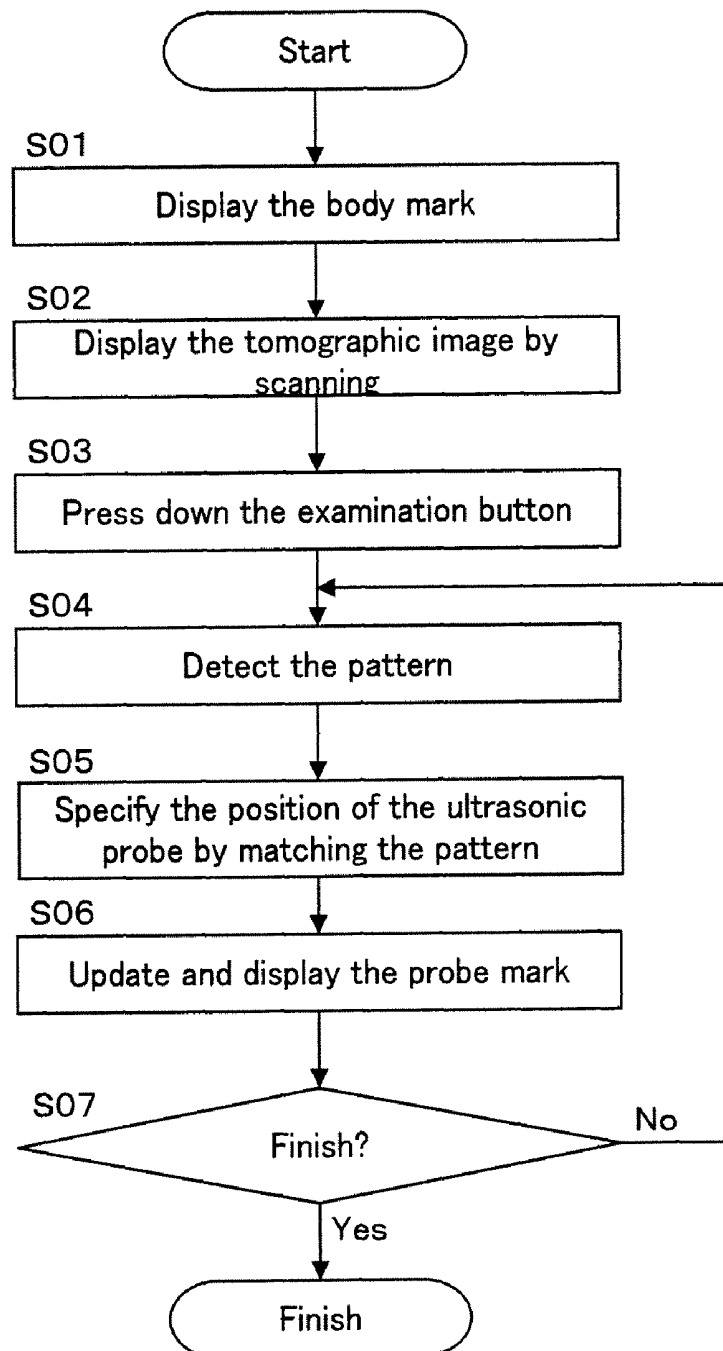 Start
S01
Display the body mark
S02
Display the tomographic image by
scanning
S03
Press down the examination button
S04
Detect the pattern
S05
Specify the position of the ultrasonic
probe by matching the pattern
S06
Update and display the probe mark
S07
Finish?
No
Yes
Finish